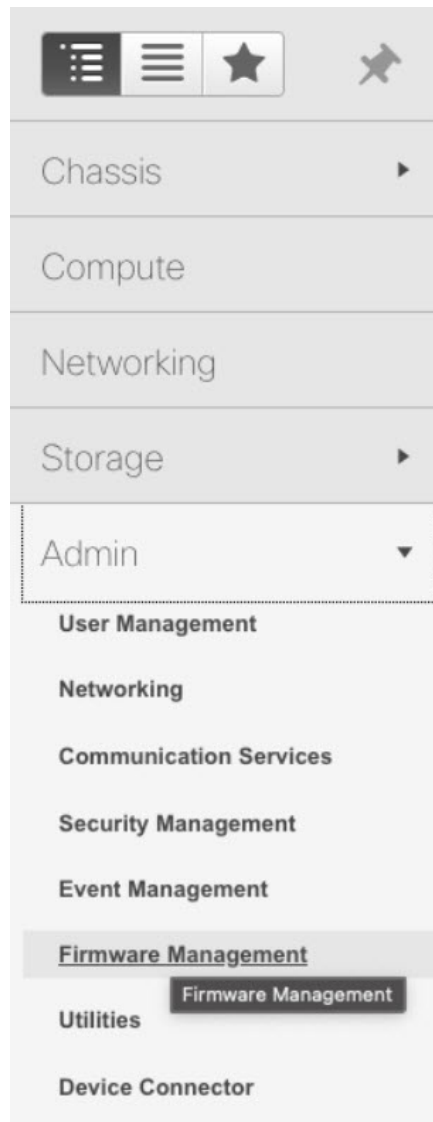 Chassis
Compute
Networking
Storage
Admin
User Management
Networking
Communication Services
Security Management
Event Management
Firmware Management
Firmware Management
Utilities
Device Connector